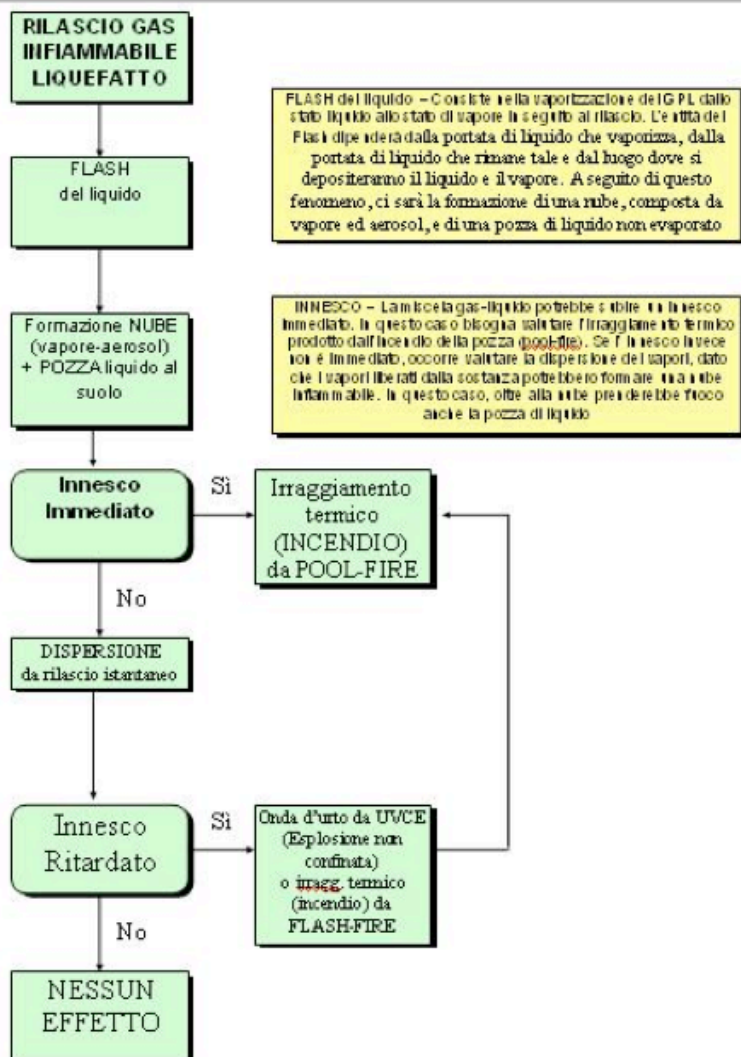 RILASCIO GAS
INFIAMMABILE
LIQUEFATTO
FLASH del liquido – Consiste nella vaporizzazione del GPL dallo
stato liquido allo stato di vapore in seguito al rilascio. L'entità del
Flash dipenderà dalla portata di liquido che vaporizza, dalla
portata di liquido che rimane tale e dal luogo dove si
depositeranno il liquido e il vapore. A seguito di questo
fenomeno, ci sarà la formazione di una nube, composta da
vapore ed aerosol, e di una pozza di liquido non evaporato
FLASH
del liquido
INNESCO – La miscela gas-liquido potrebbe subire un innesco
immediato. In questo caso bisogna valutare l'irraggiamento termico
prodotto dall'incendio della pozza (pool-fire). Se l' innesco invece
non è immediato, occorre valutare la dispersione dei vapori, dato
che i vapori liberati dalla sostanza potrebbero formare una nube
infiammabile. In questo caso, oltre alla nube prenderebbe fuoco
anche la pozza di liquido
Formazione NUBE
(vapore-aerosol)
+ POZZA liquido al
suolo
Innesco
Immediato
Sì
Irraggiamento
termico
(INCENDIO)
da POOL-FIRE
No
DISPERSIONE
da rilascio istantaneo
Innesco
Ritardato
Sì
Onda d'urto da UVCE
(Esplosione non
confinata)
o irragg. termico
(incendio) da
FLASH-FIRE
No
NESSUN
EFFETTO